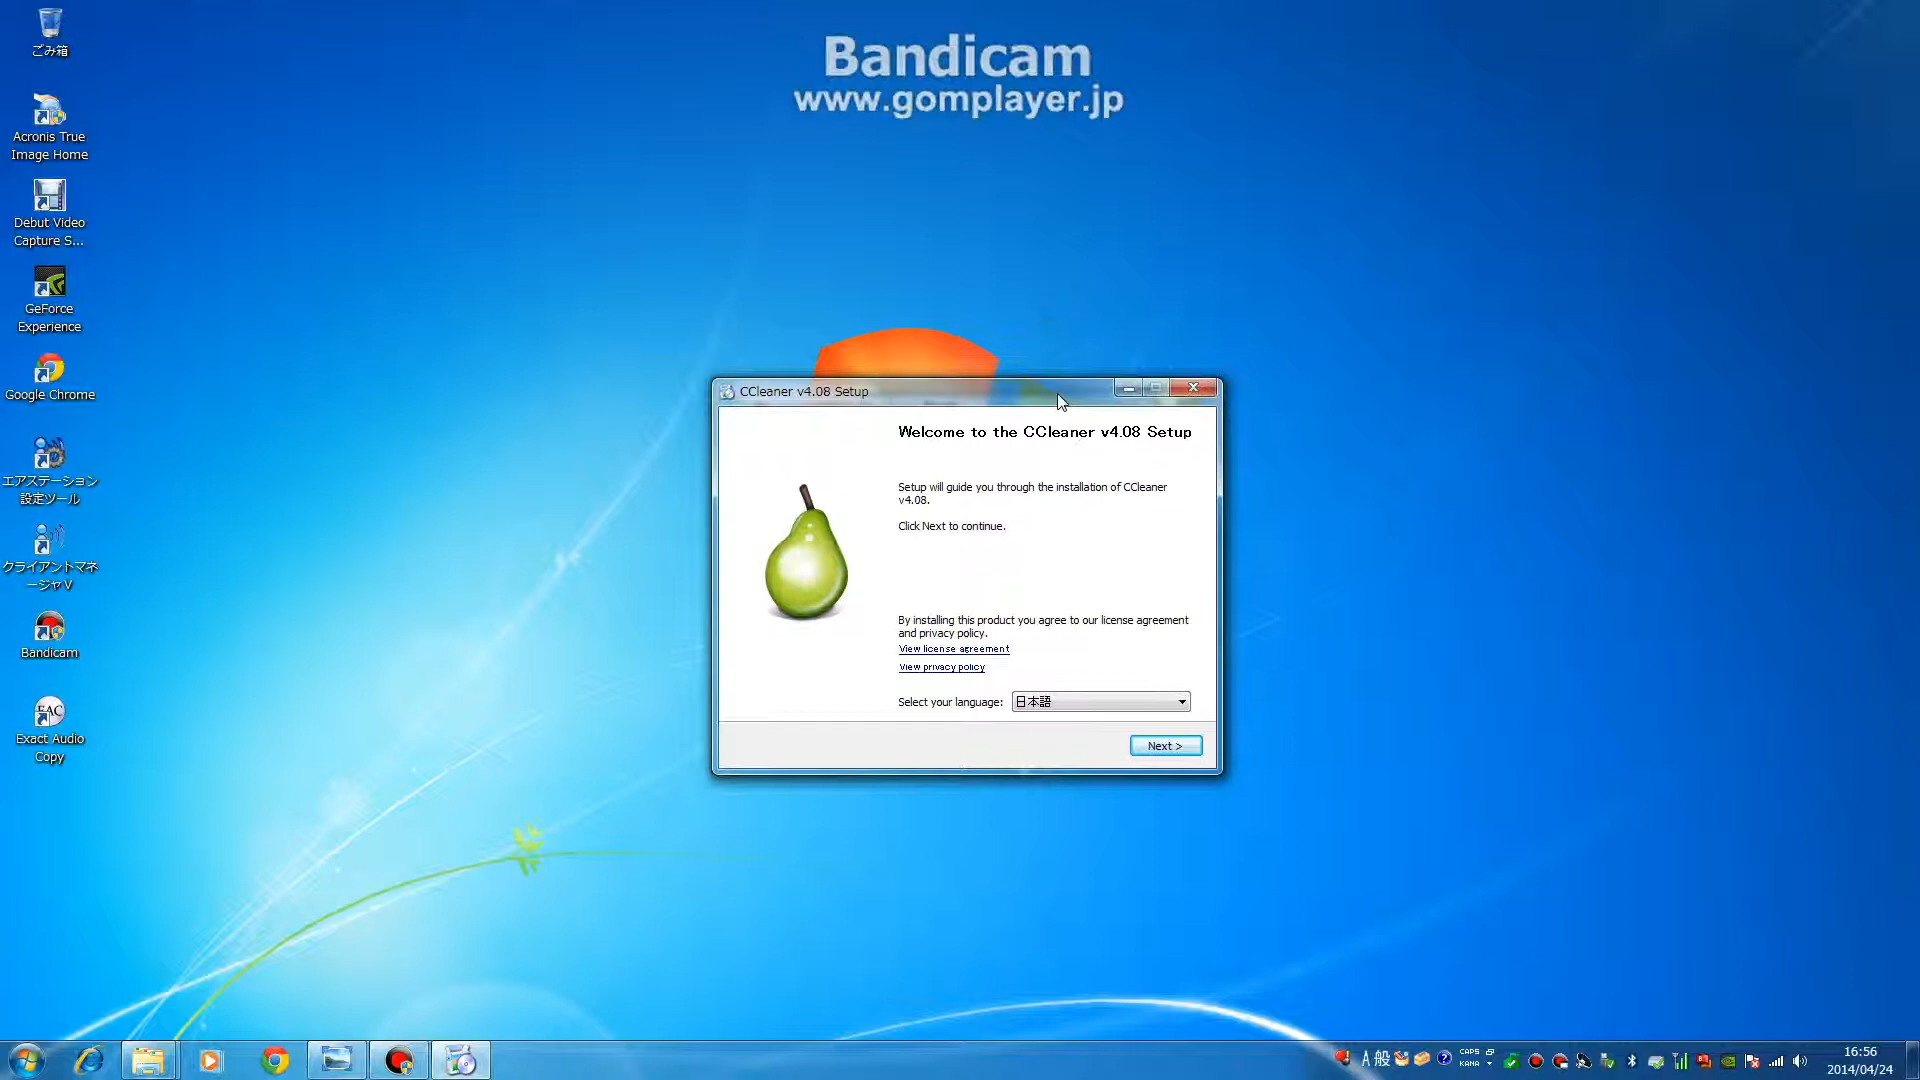 Bandicam
www.gomplayer.jp
ごみ箱
Acronis True
Image Home
Debut Video
Capture S...
GeForce
Experience
Google Chrome
エアステーション
設定ツール
クライアントマネ
ージャV
Bandicam
EAC
Exact Audio
Copy
CCleaner v4.08 Setup
Welcome to the CCleaner v4.08 Setup
Setup will guide you through the installation of CCleaner
v4.08.
Click Next to continue.
By installing this product you agree to our license agreement
and privacy policy.
View license agreement
View privacy policy
Select your language:
日本語
Next >
A 般
CAPS
KANA
16:56
2014/04/24